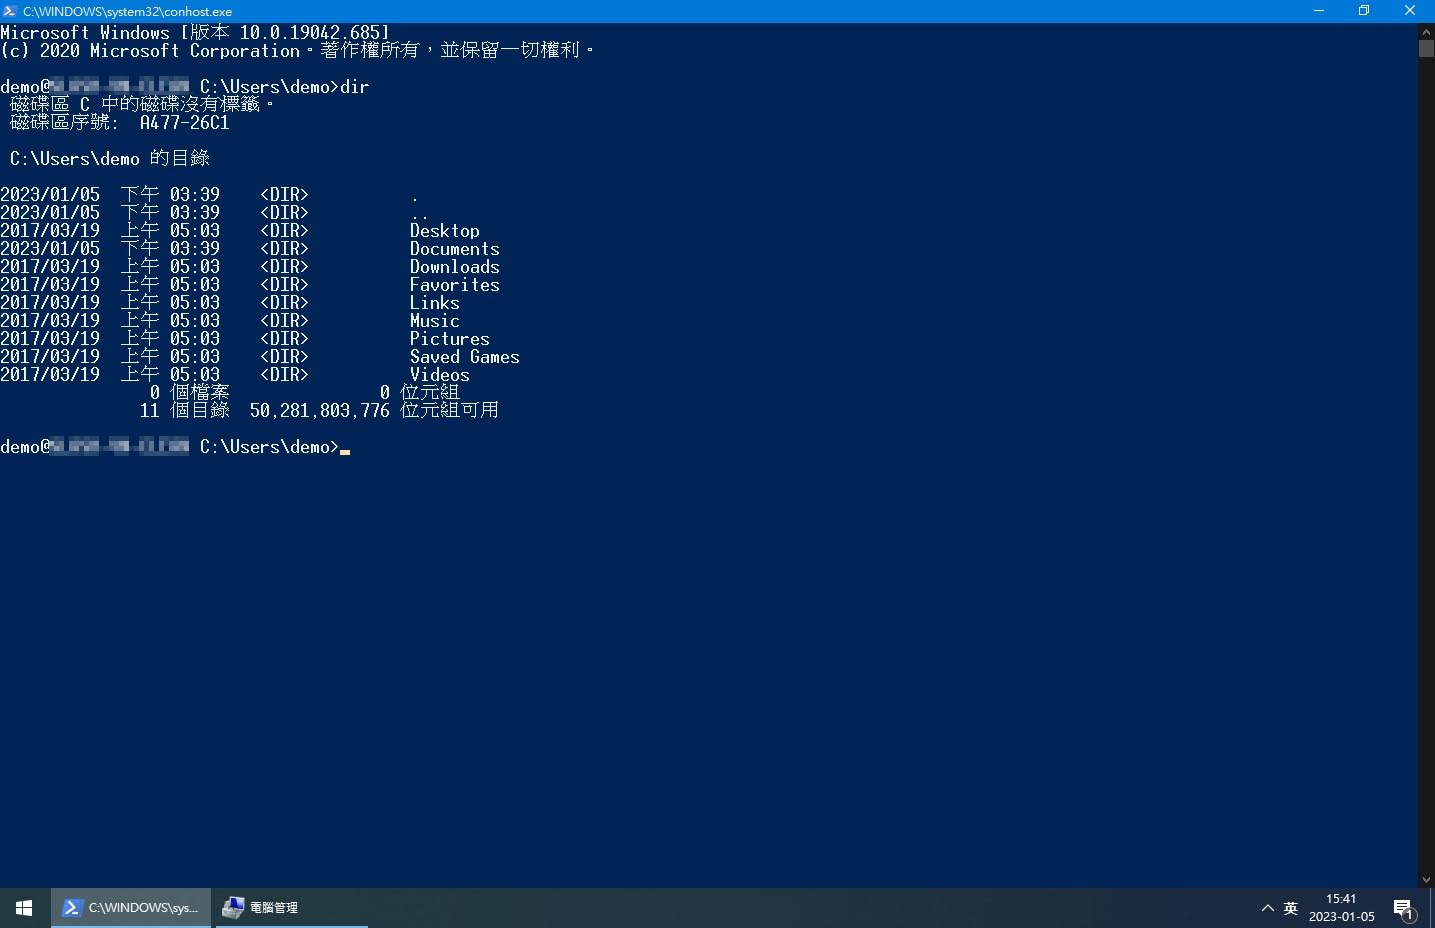 C:\WINDOWS\system32\conhost.exe
Microsoft Windows [版本 10.0.19042.685]
(c) 2020 Microsoft Corporation。著作權所有，並保留一切權利。
demo@ C:\Users\demo>dir
磁碟區 C 中的磁碟沒有標籤。
磁碟區序號:  A477-26C1
C:\Users\demo 的目錄
2023/01/05  下午 03:39    <DIR>          .
2023/01/05  下午 03:39    <DIR>          ..
2017/03/19  上午 05:03    <DIR>          Desktop
2023/01/05  下午 03:39    <DIR>          Documents
2017/03/19  上午 05:03    <DIR>          Downloads
2017/03/19  上午 05:03    <DIR>          Favorites
2017/03/19  上午 05:03    <DIR>          Links
2017/03/19  上午 05:03    <DIR>          Music
2017/03/19  上午 05:03    <DIR>          Pictures
2017/03/19  上午 05:03    <DIR>          Saved Games
2017/03/19  上午 05:03    <DIR>          Videos
0 個檔案               0 位元組
11 個目錄  50,281,803,776 位元組可用
demo@ C:\Users\demo>
C:\WINDOWS\sys...
電腦管理
英
15:41
2023-01-05
1